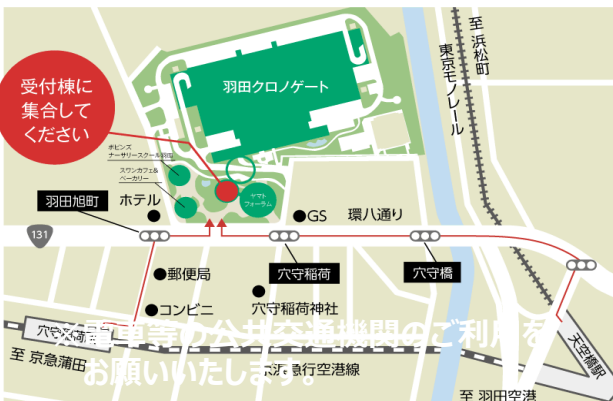 至 浜松町
東京モノレール
羽田クロノゲート
受付棟に
集合して
ください
ポピンズ
ナーサリースクール羽田
スワンカフェ&
ベーカリー
ヤマト
フォーラム
羽田旭町
ホテル
GS
環八通り
131
郵便局
穴守稲荷
穴守橋
コンビニ
穴守稲荷神社
穴守稲荷
※電車等の公共交通機関のご利用を
お願いいたします。
至 京急蒲田
急行空港線
天空橋駅
至 羽田空港